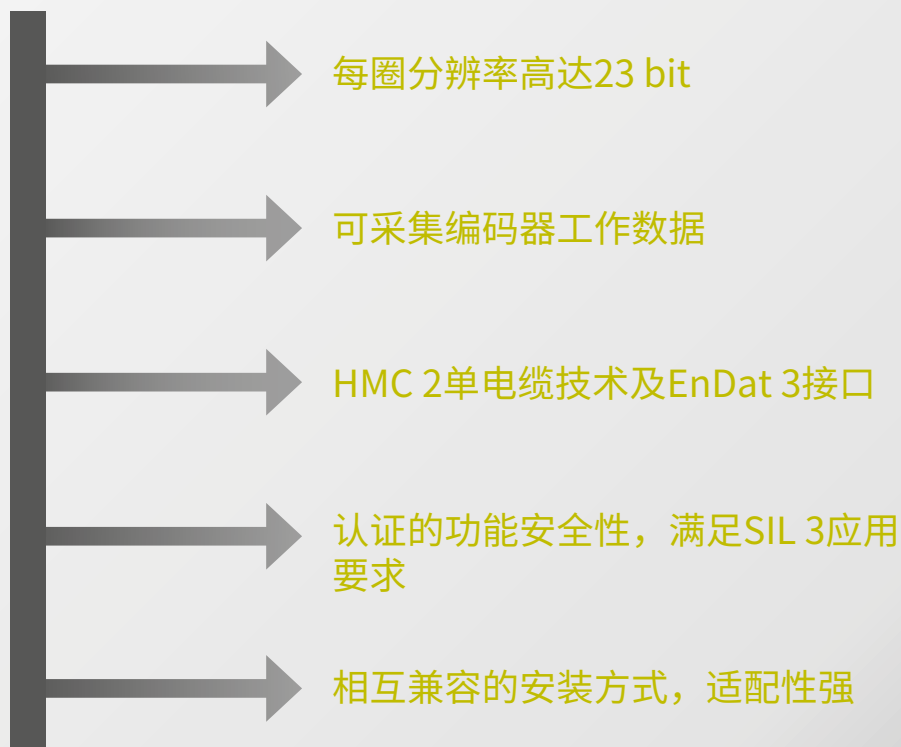 每圈分辨率高达23 bit
可采集编码器工作数据
HMC 2单电缆技术及EnDat 3接口
认证的功能安全性，满足SIL 3应用
要求
相互兼容的安装方式，适配性强